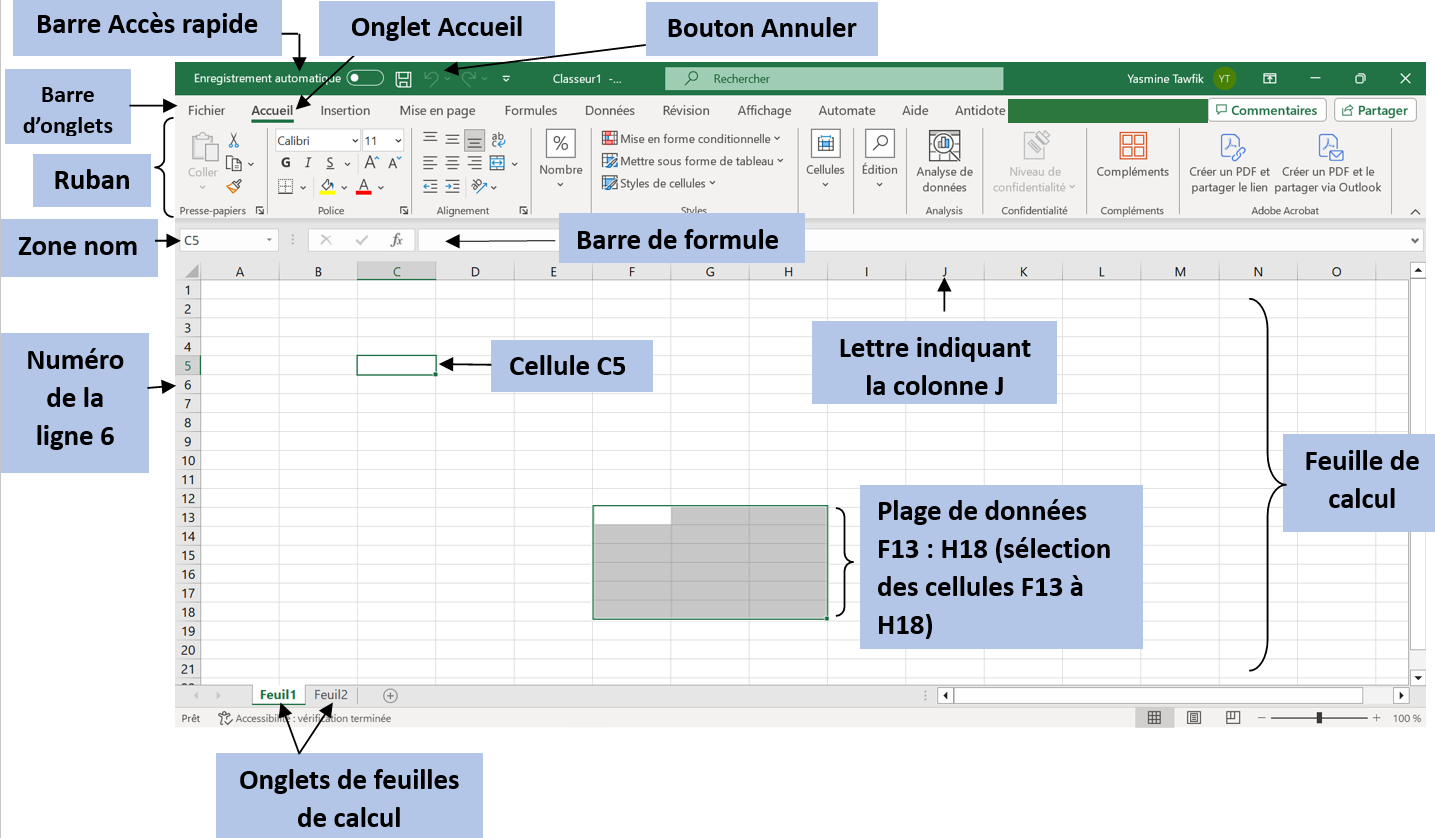 Barre Accès rapide
Onglet Accueil
Bouton Annuler
Enregistrement automatique
Classeur1 -...
Rechercher
Yasmine Tawfik
YT
Barre
d'onglets
Fichier Accueil Insertion Mise en page Formules Données Révision Affichage Automate Aide Antidote
Commentaires
Partager
Ruban
Coller
Calibri
11
G I S
A A
A
ab
%
Nombre
Mise en forme conditionnelle
Mettre sous forme de tableau
Styles de cellules
Cellules
Édition
Analyse de
données
Niveau de
confidentialité
Compléments
Créer un PDF et
partager le lien
Créer un PDF et le
partager via Outlook
Presse-papiers
Police
Alignement
Styles
Analysis
Confidentialité
Compléments
Adobe Acrobat
Zone nom
C5
fx
Barre de formule
A B C D E F G H I J K L M N O
1
2
3
4
5
6
7
8
9
10
11
12
13
14
15
16
17
18
19
20
21
Numéro
de la
ligne 6
Cellule C5
Lettre indiquant
la colonne J
Feuille de
calcul
Plage de données
F13 : H18 (sélection
des cellules F13 à
H18)
Feuil1 Feuil2
Prêt
Accessibilité : vérification terminée
100 %
Onglets de feuilles
de calcul